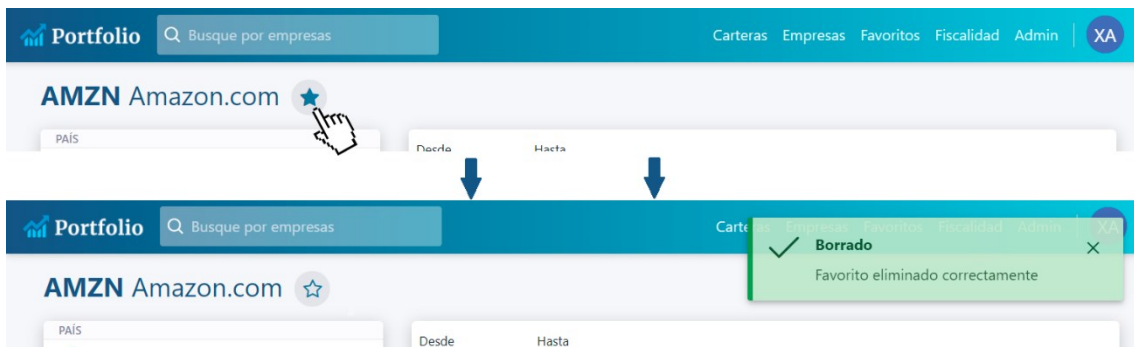 Portfolio Busque por empresas Carteras Empresas Favoritos Fiscalidad Admin XA
AMZN Amazon.com
PAÍS
Desde Hasta
Portfolio Busque por empresas Carteras Empresas Favoritos Fiscalidad Admin XA
Borrado
Favorito eliminado correctamente
AMZN Amazon.com
PAÍS
Desde Hasta